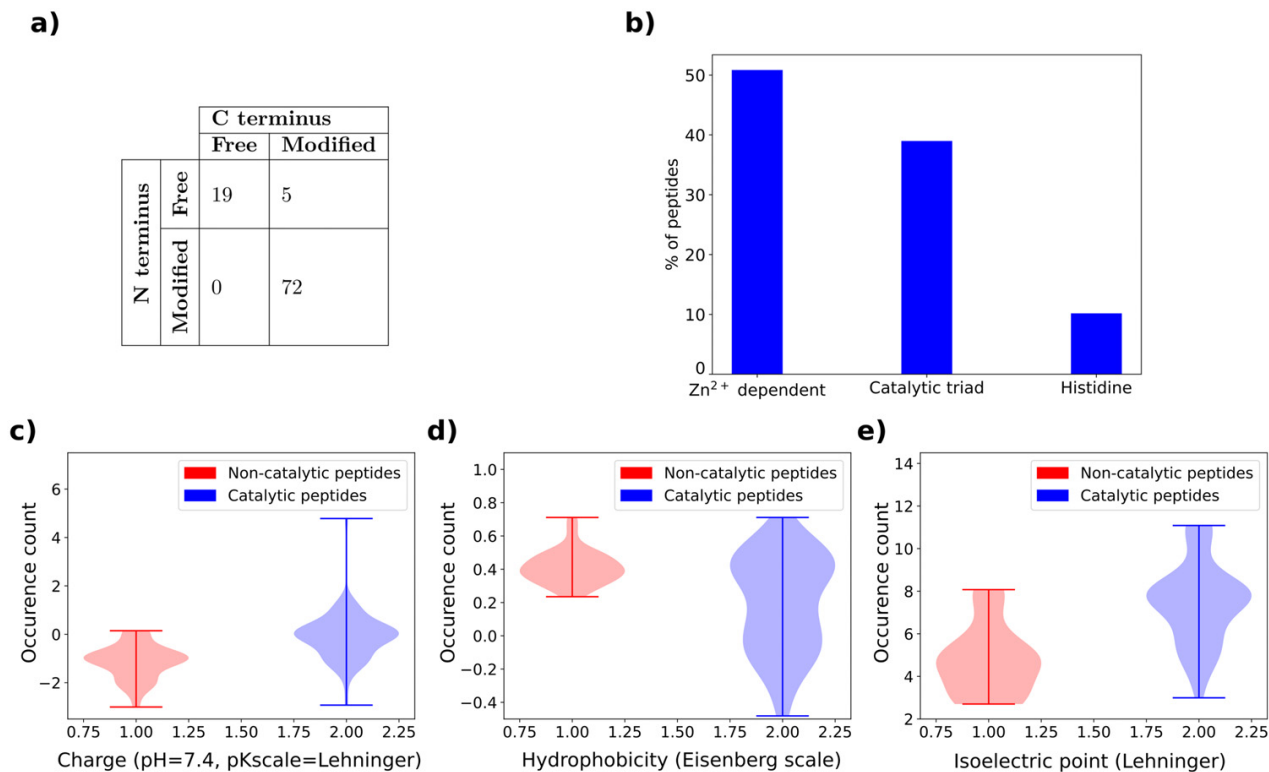 a)
C terminus
Free Modified
N terminus
Free
19 5
Modified
0 72
b)
% of peptides
50
40
30
20
10
0
Zn2+ dependent Catalytic triad Histidine
c)
Non-catalytic peptides
Catalytic peptides
Occurence count
6
4
2
0
−2
0.75 1.00 1.25 1.50 1.75 2.00 2.25
Charge (pH=7.4, pKscale=Lehninger)
d)
Non-catalytic peptides
Catalytic peptides
Occurence count
1.0
0.8
0.6
0.4
0.2
0.0
−0.2
−0.4
0.75 1.00 1.25 1.50 1.75 2.00 2.25
Hydrophobicity (Eisenberg scale)
e)
Non-catalytic peptides
Catalytic peptides
Occurence count
14
12
10
8
6
4
2
0.75 1.00 1.25 1.50 1.75 2.00 2.25
Isoelectric point (Lehninger)